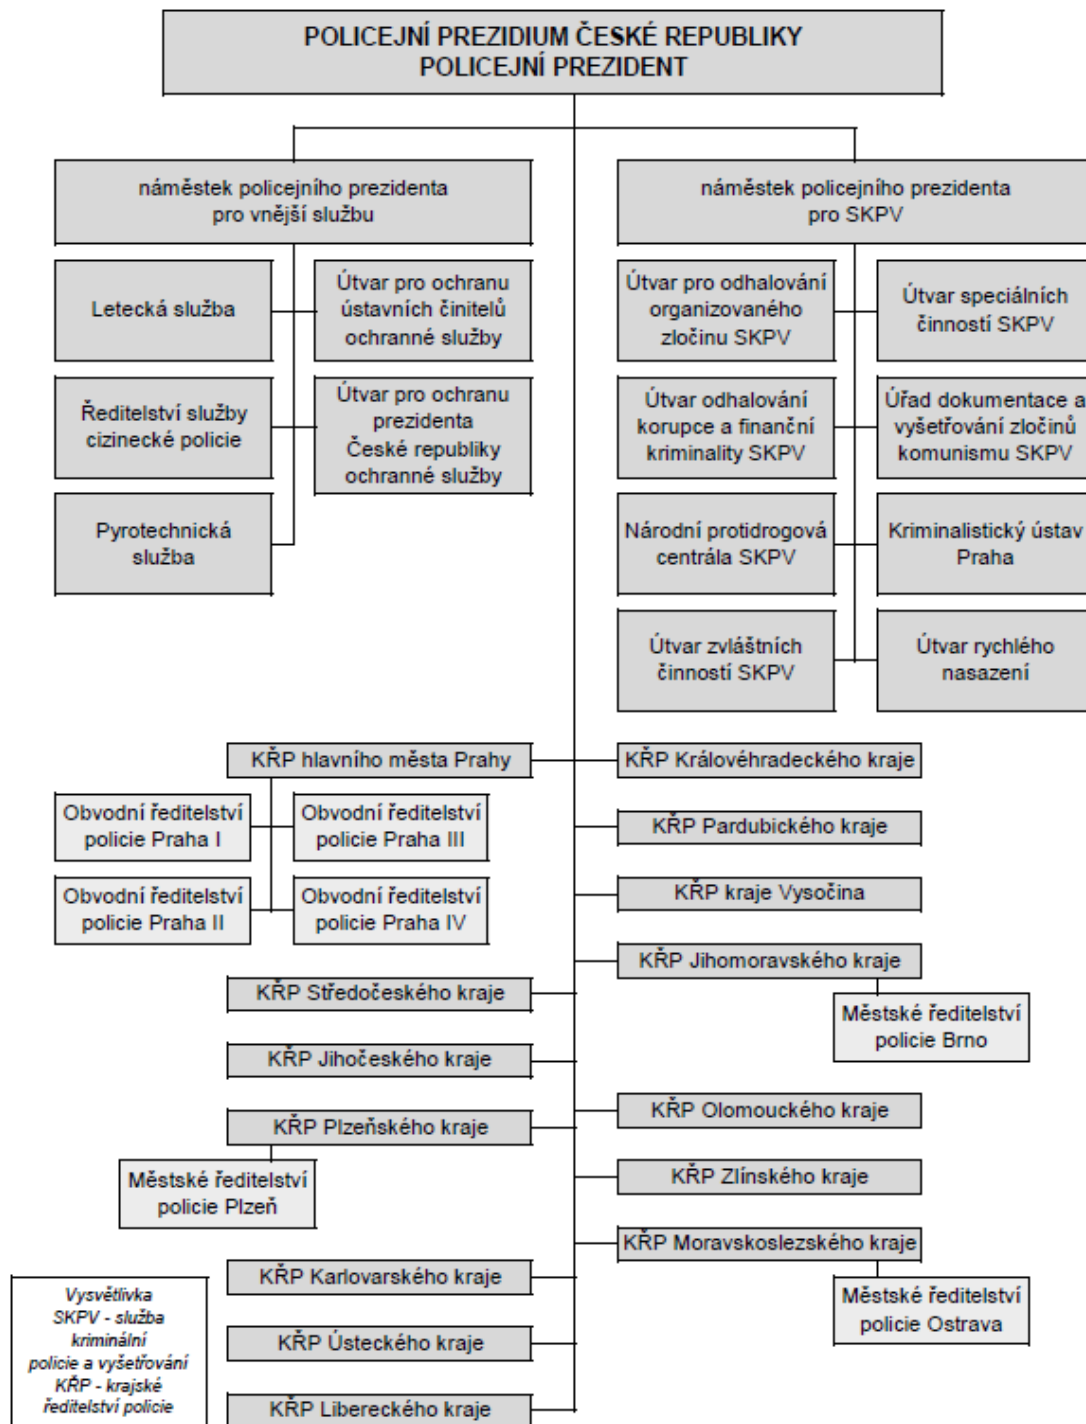 POLICEJNÍ PREZIDIUM ČESKÉ REPUBLIKY
POLICEJNÍ PREZIDENT
náměstek policejního prezidenta
pro vnější službu
náměstek policejního prezidenta
pro SKPV
Letecká služba
Útvar pro ochranu
ústavních činitelů
ochranné služby
Útvar pro odhalování
organizovaného
zločinu SKPV
Útvar speciálních
činností SKPV
Ředitelství služby
cizinecké policie
Útvar pro ochranu
prezidenta
České republiky
ochranné služby
Útvar odhalování
korupce a finanční
kriminality SKPV
Úřad dokumentace a
vyšetřování zločinů
komunismu SKPV
Pyrotechnická
služba
Národní protidrogová
centrála SKPV
Kriminalistický ústav
Praha
Útvar zvláštních
činností SKPV
Útvar rychlého
nasazení
KŘP hlavního města Prahy
KŘP Královéhradeckého kraje
Obvodní ředitelství
policie Praha I
Obvodní ředitelství
policie Praha III
KŘP Pardubického kraje
Obvodní ředitelství
policie Praha II
Obvodní ředitelství
policie Praha IV
KŘP kraje Vysočina
KŘP Jihomoravského kraje
KŘP Středočeského kraje
Městské ředitelství
policie Brno
KŘP Jihočeského kraje
KŘP Olomouckého kraje
KŘP Plzeňského kraje
Městské ředitelství
policie Plzeň
KŘP Zlínského kraje
KŘP Moravskoslezského kraje
KŘP Karlovarského kraje
Městské ředitelství
policie Ostrava
KŘP Ústeckého kraje
KŘP Libereckého kraje
Vysvětlivka
SKPV - služba
kriminální
policie a vyšetřování
KŘP - krajské
ředitelství policie